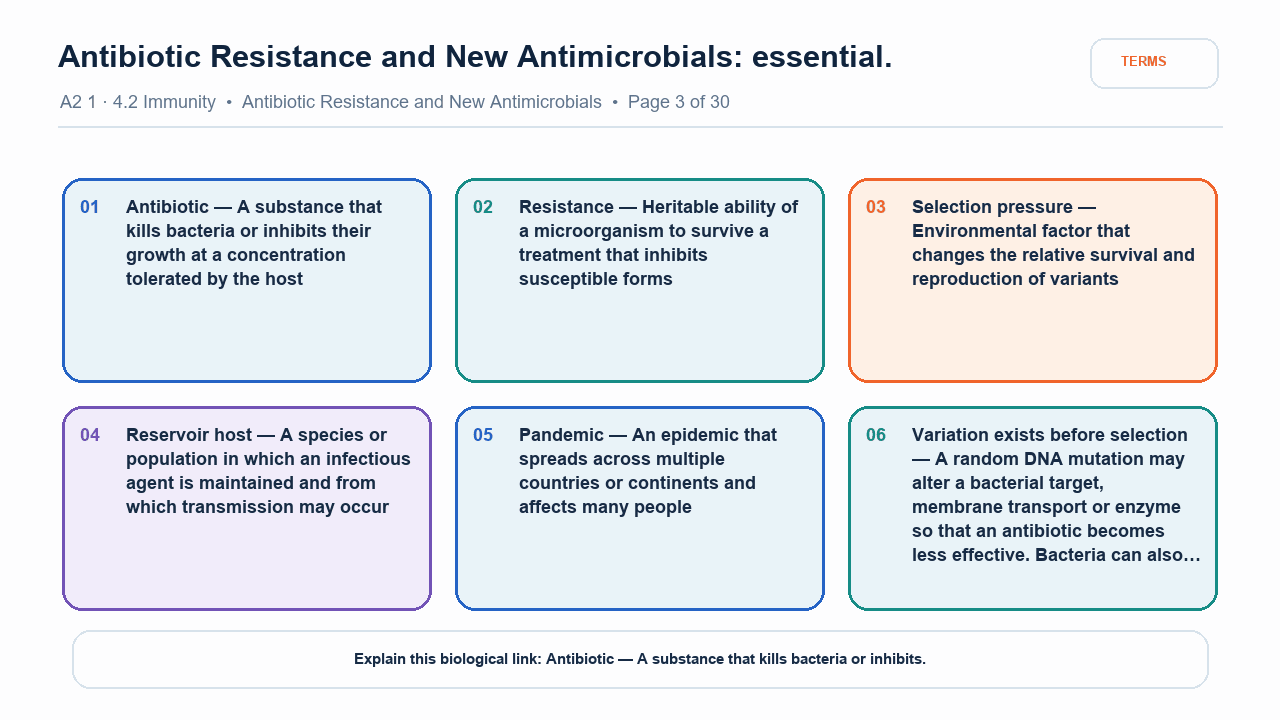 Antibiotic Resistance and New Antimicrobials: essential.
TERMS
A2 1 · 4.2 Immunity • Antibiotic Resistance and New Antimicrobials • Page 3 of 30
01
Antibiotic — A substance that
kills bacteria or inhibits their
growth at a concentration
tolerated by the host
02
Resistance — Heritable ability of
a microorganism to survive a
treatment that inhibits
susceptible forms
03
Selection pressure —
Environmental factor that
changes the relative survival and
reproduction of variants
04
Reservoir host — A species or
population in which an infectious
agent is maintained and from
which transmission may occur
05
Pandemic — An epidemic that
spreads across multiple
countries or continents and
affects many people
06
Variation exists before selection
— A random DNA mutation may
alter a bacterial target,
membrane transport or enzyme
so that an antibiotic becomes
less effective. Bacteria can also…
Explain this biological link: Antibiotic — A substance that kills bacteria or inhibits.